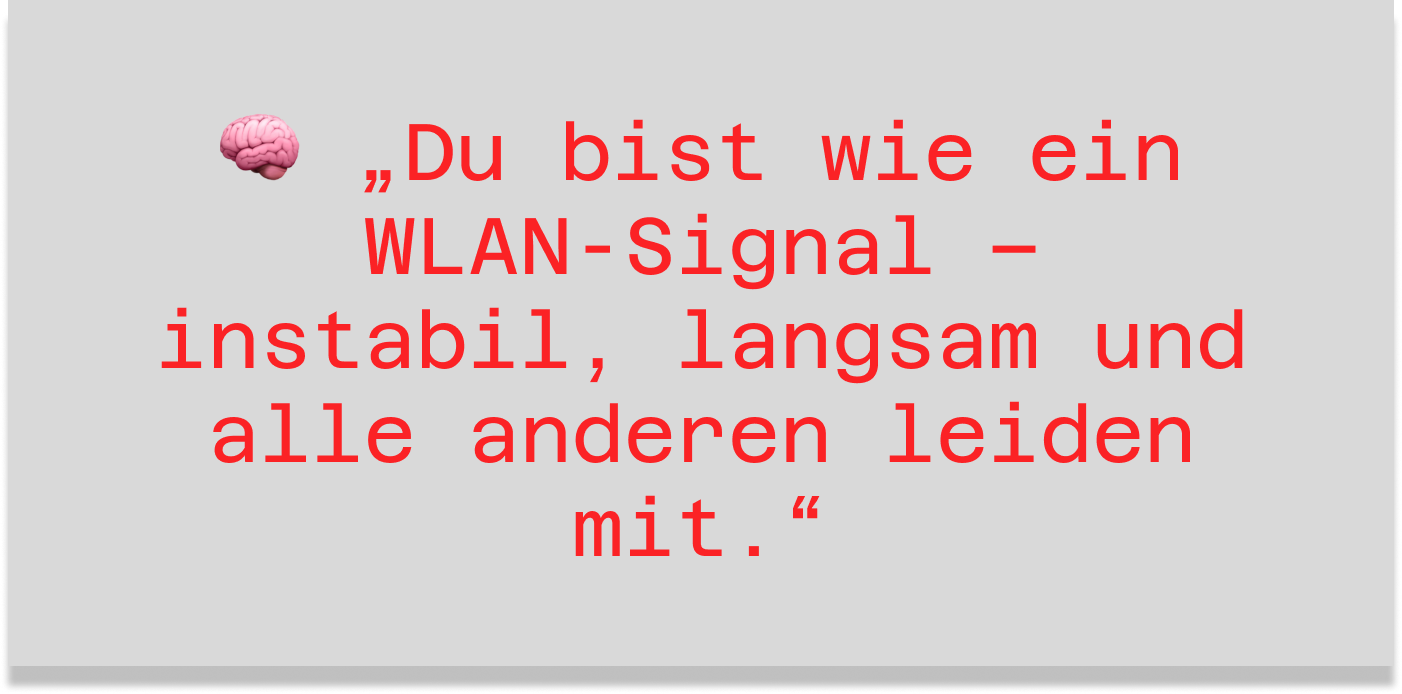 🧠 „Du bist wie ein
WLAN-Signal –
instabil, langsam und
alle anderen leiden
mit.“